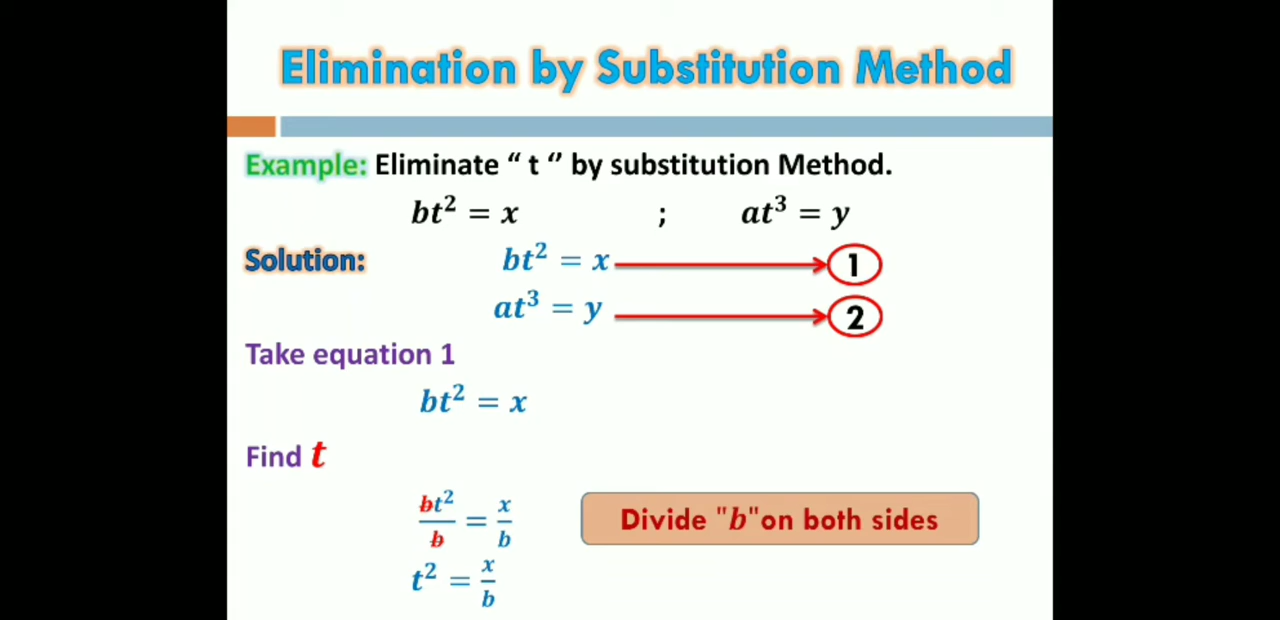 Elimination by Substitution Method
Example: Eliminate “ t ” by substitution Method.
bt² = x ; at³ = y
Solution: bt² = x 1
at³ = y 2
Take equation 1
bt² = x
Find t
bt²/b = x/b Divide "b"on both sides
t² = x/b